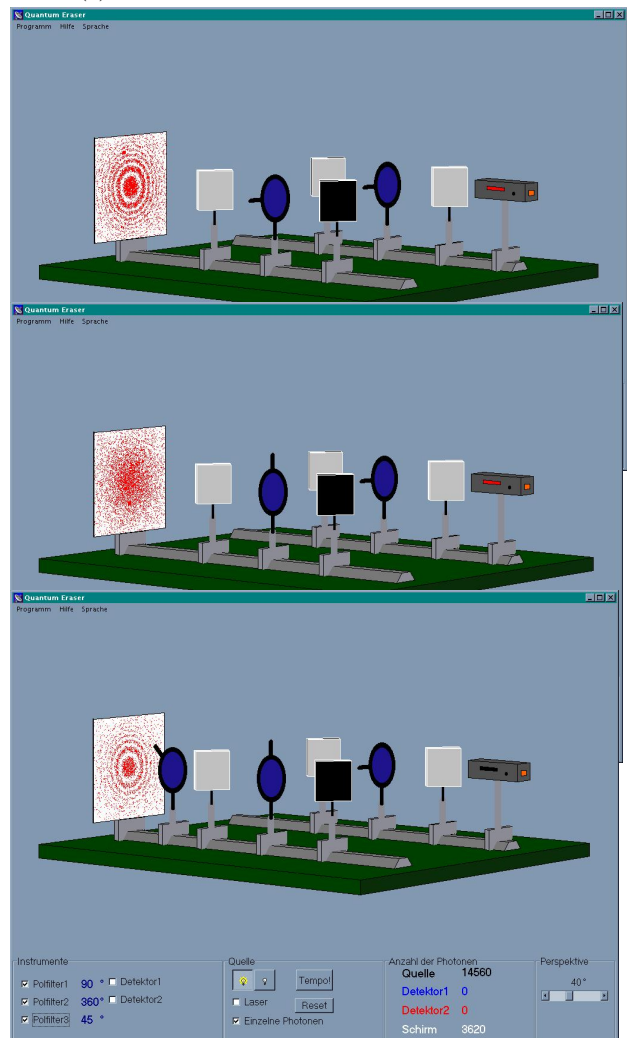 Quantum Eraser
Programm Hilfe Sprache
Quantum Eraser
Programm Hilfe Sprache
Quantum Eraser
Programm Hilfe Sprache
Instrumente
Polfilter1 90 ° Detektor1
Polfilter2 360° Detektor2
Polfilter3 45 °
Quelle
Tempo!
Laser Reset
Einzelne Photonen
Anzahl der Photonen
Quelle 14560
Detektor1 0
Detektor2 0
Schirm 3620
Perspektive
40°